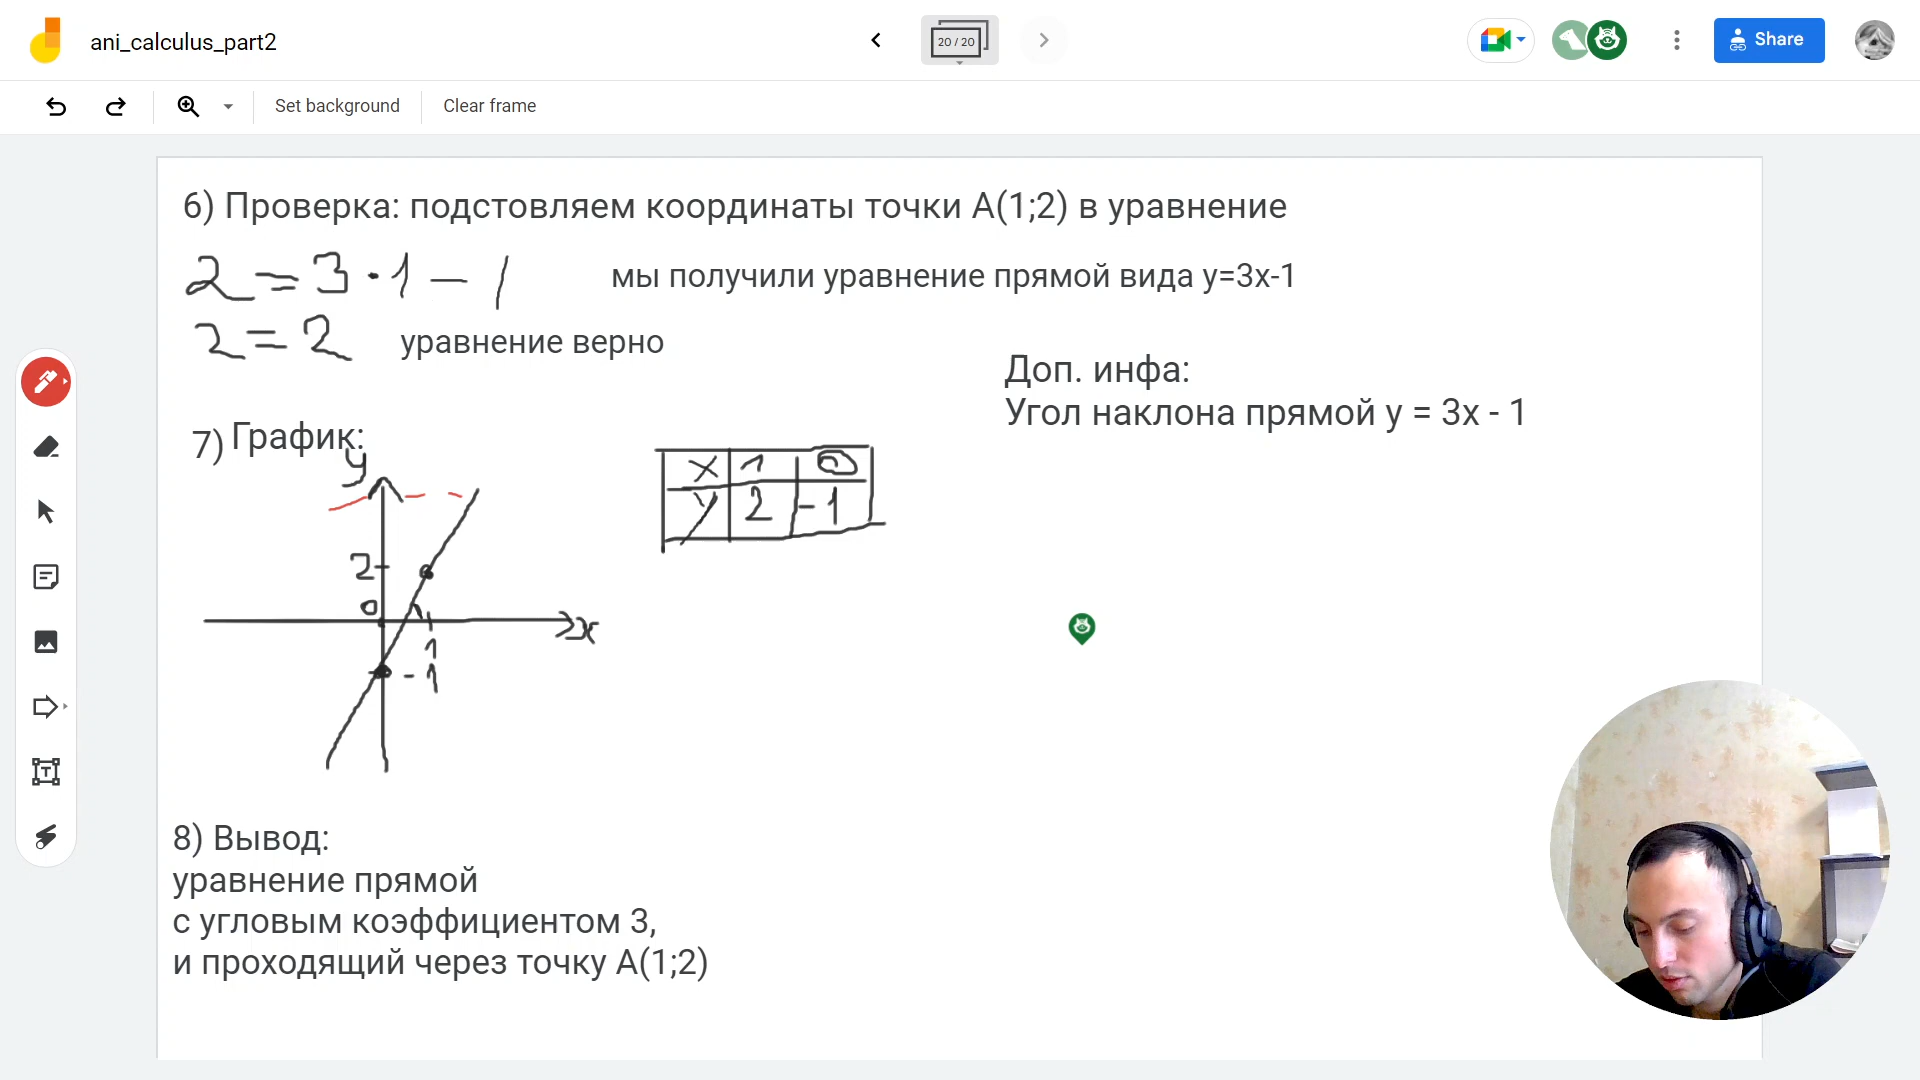 ani_calculus_part2
20 / 20
Share
Set background
Clear frame
6) Проверка: подстовляем координаты точки А(1;2) в уравнение
2 = 3 · 1 - 1
мы получили уравнение прямой вида y=3x-1
2 = 2
уравнение верно
Доп. инфа:
Угол наклона прямой y = 3x - 1
7) График:
y
x 1 0
y 2 -1
2
0
x
1
-1
8) Вывод:
уравнение прямой
с угловым коэффициентом 3,
и проходящий через точку А(1;2)